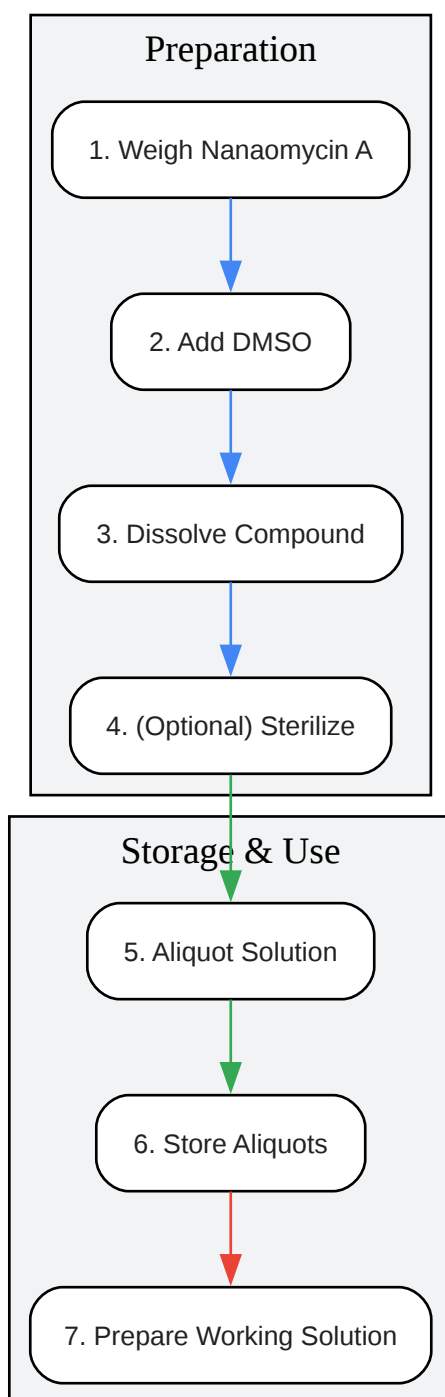 Preparation
1. Weigh Nanaomycin A
2. Add DMSO
3. Dissolve Compound
4. (Optional) Sterilize
Storage & Use
5. Aliquot Solution
6. Store Aliquots
7. Prepare Working Solution